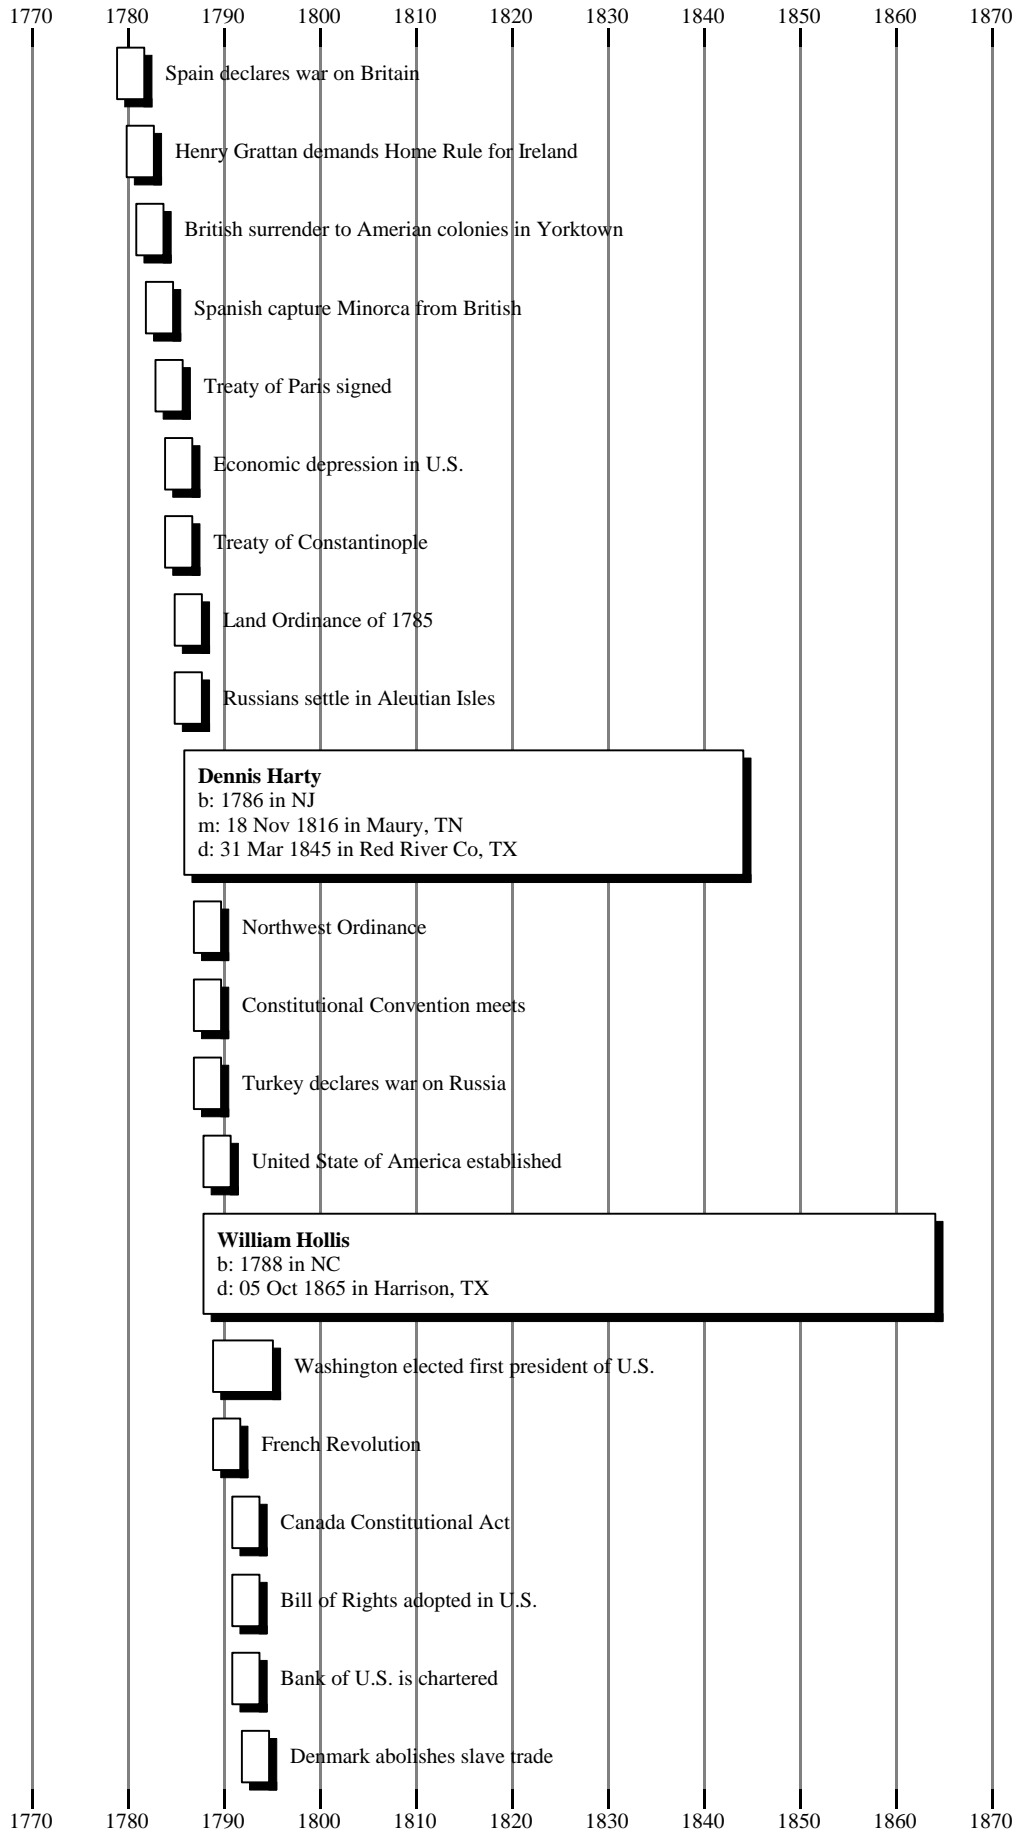 1770 1780 1790 1800 1810 1820 1830 1840 1850 1860 1870
Spain declares war on Britain
Henry Grattan demands Home Rule for Ireland
British surrender to Amerian colonies in Yorktown
Spanish capture Minorca from British
Treaty of Paris signed
Economic depression in U.S.
Treaty of Constantinople
Land Ordinance of 1785
Russians settle in Aleutian Isles
Dennis Harty
b: 1786 in NJ
m: 18 Nov 1816 in Maury, TN
d: 31 Mar 1845 in Red River Co, TX
Northwest Ordinance
Constitutional Convention meets
Turkey declares war on Russia
United State of America established
William Hollis
b: 1788 in NC
d: 05 Oct 1865 in Harrison, TX
Washington elected first president of U.S.
French Revolution
Canada Constitutional Act
Bill of Rights adopted in U.S.
Bank of U.S. is chartered
Denmark abolishes slave trade
1770 1780 1790 1800 1810 1820 1830 1840 1850 1860 1870